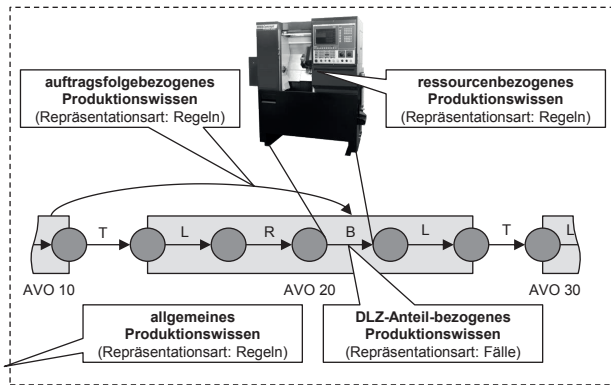 auftragsfolgebezogenes
Produktionswissen
(Repräsentationsart: Regeln)
ressourcenbezogenes
Produktionswissen
(Repräsentationsart: Regeln)
T L R B L T L
AVO 10 AVO 20 AVO 30
allgemeines
Produktionswissen
(Repräsentationsart: Regeln)
DLZ-Anteil-bezogenes
Produktionswissen
(Repräsentationsart: Fälle)